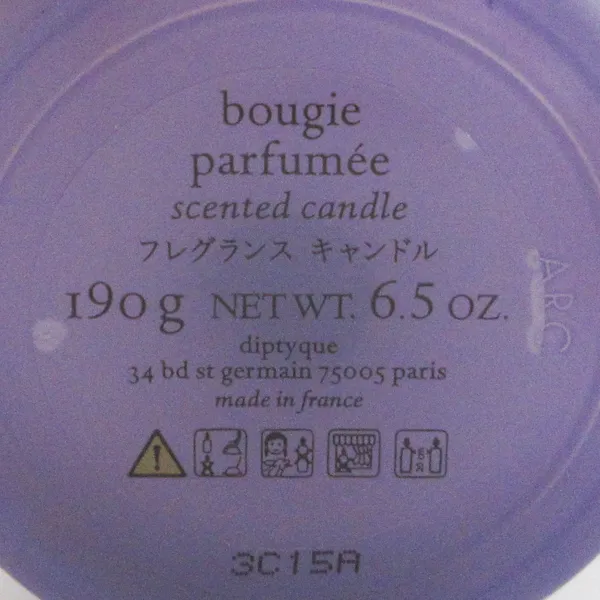 bougie
parfumée
scented candle
フレグランス キャンドル
190 g NET WT. 6.5 OZ.
diptyque
34 bd st germain 75005 paris
made in france
3C15A
ARC